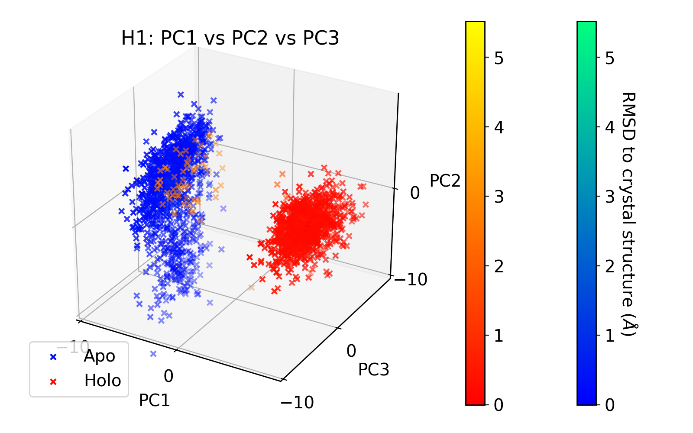 H1: PC1 vs PC2 vs PC3
PC2
0
−10
0
PC3
−10
−10
0
PC1
Apo
Holo
5
4
3
2
1
0
5
4
3
2
1
0
RMSD to crystal structure (Å)